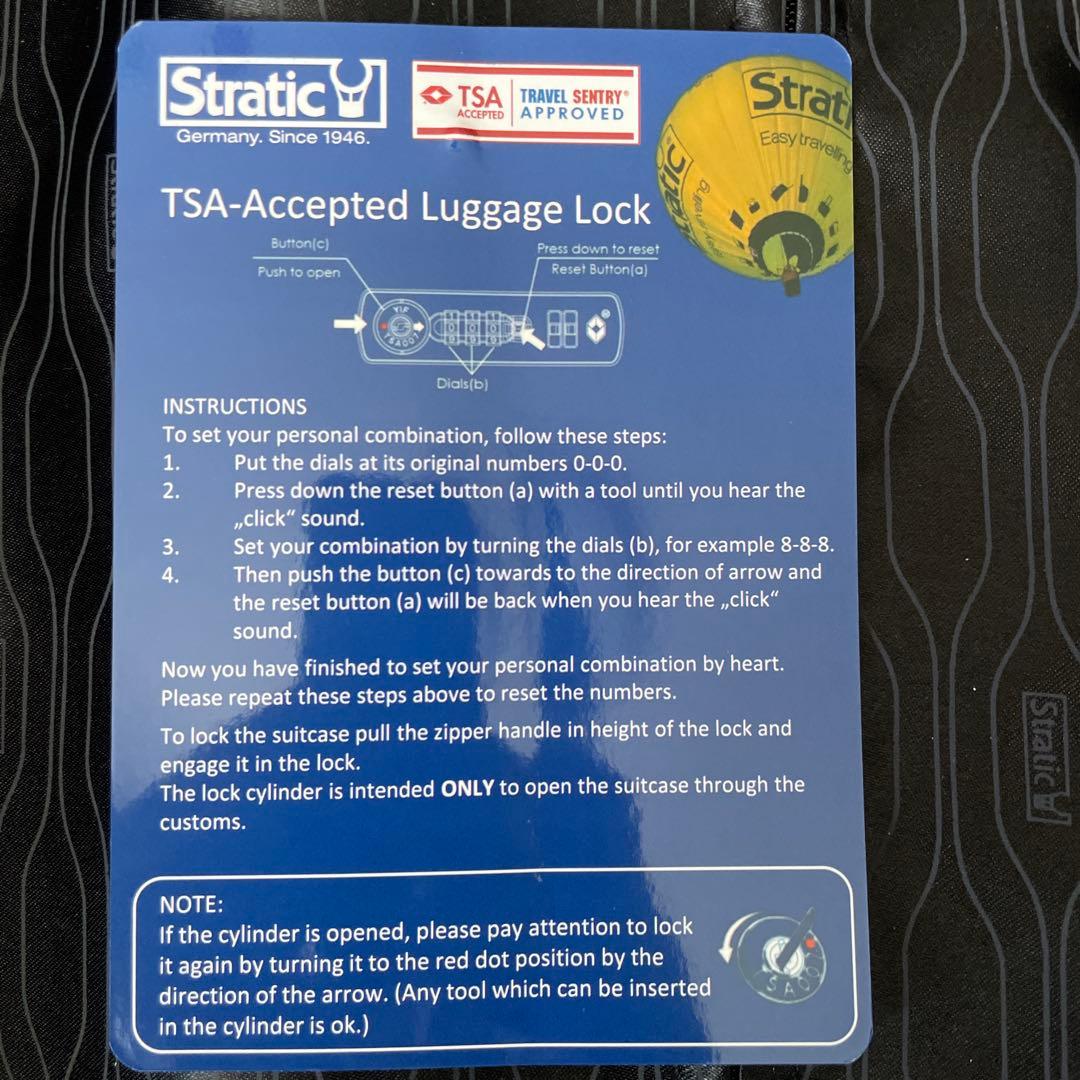 Stratic
Germany. Since 1946.
TSA ACCEPTED
TRAVEL SENTRY®
APPROVED
Strat
Easy travelling
TSA-Accepted Luggage Lock
Button(c)
Push to open
Press down to reset
Reset Button(a)
YIF
TSA007
0 0 0
Dials(b)
INSTRUCTIONS
To set your personal combination, follow these steps:
1. Put the dials at its original numbers 0-0-0.
2. Press down the reset button (a) with a tool until you hear the
„click“ sound.
3. Set your combination by turning the dials (b), for example 8-8-8.
4. Then push the button (c) towards to the direction of arrow and
the reset button (a) will be back when you hear the „click“
sound.
Now you have finished to set your personal combination by heart.
Please repeat these steps above to reset the numbers.
To lock the suitcase pull the zipper handle in height of the lock and
engage it in the lock.
The lock cylinder is intended ONLY to open the suitcase through the
customs.
NOTE:
If the cylinder is opened, please pay attention to lock
it again by turning it to the red dot position by the
direction of the arrow. (Any tool which can be inserted
in the cylinder is ok.)
TSA007
Stratic